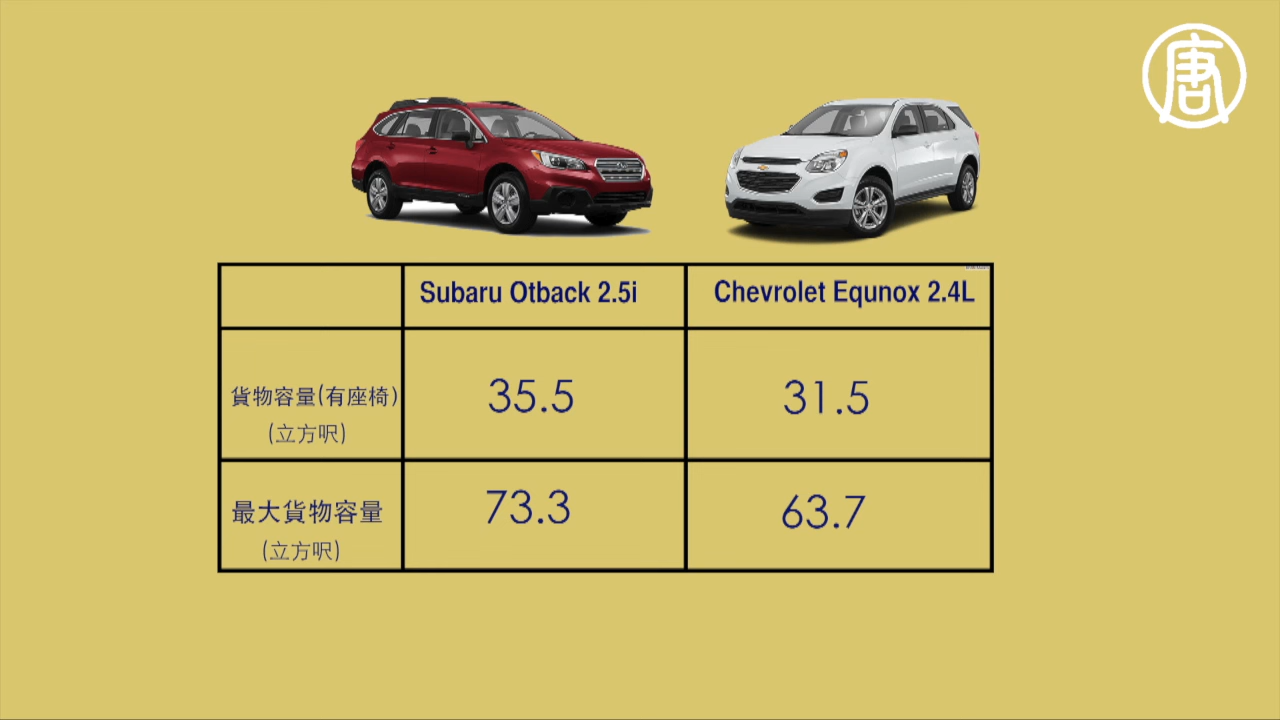 唐
Subaru Otback 2.5i
Chevrolet Equnox 2.4L
貨物容量(有座椅)
(立方呎)
35.5
31.5
最大貨物容量
(立方呎)
73.3
63.7